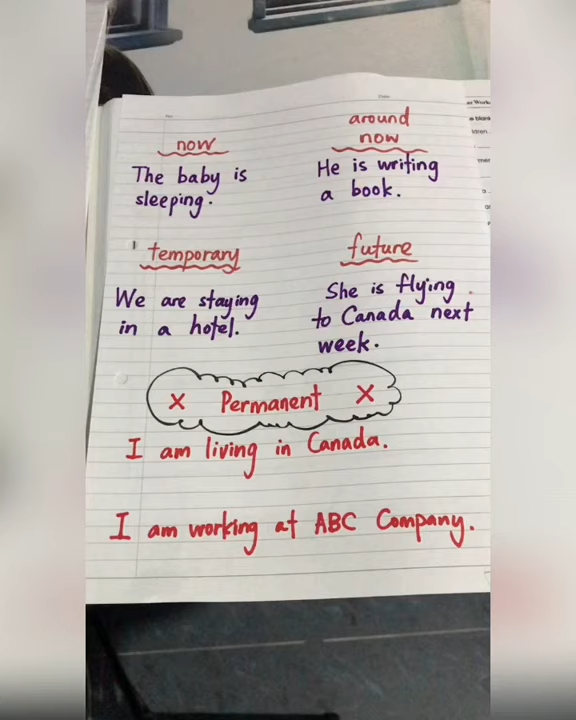 now
The baby is
sleeping.
around
now
He is writing
a book.
temporary
We are staying
in a hotel.
future
She is flying
to Canada next
week.
X Permanent X
I am living in Canada.
I am working at ABC Company.